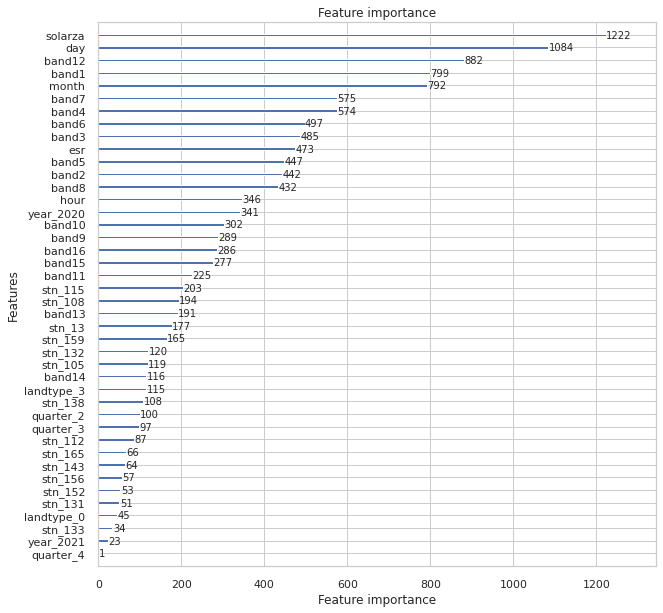 Feature importance
solarza 1222
day 1084
band12 882
band1 799
month 792
band7 575
band4 574
band6 497
band3 485
esr 473
band5 447
band2 442
band8 432
hour 346
year_2020 341
band10 302
band9 289
band16 286
band15 277
band11 225
stn_115 203
stn_108 194
band13 191
stn_13 177
stn_159 165
stn_132 120
stn_105 119
band14 116
landtype_3 115
stn_138 108
quarter_2 100
quarter_3 97
stn_112 87
stn_165 66
stn_143 64
stn_156 57
stn_152 53
stn_131 51
landtype_0 45
stn_133 34
year_2021 23
quarter_4 1
Features
0 200 400 600 800 1000 1200
Feature importance